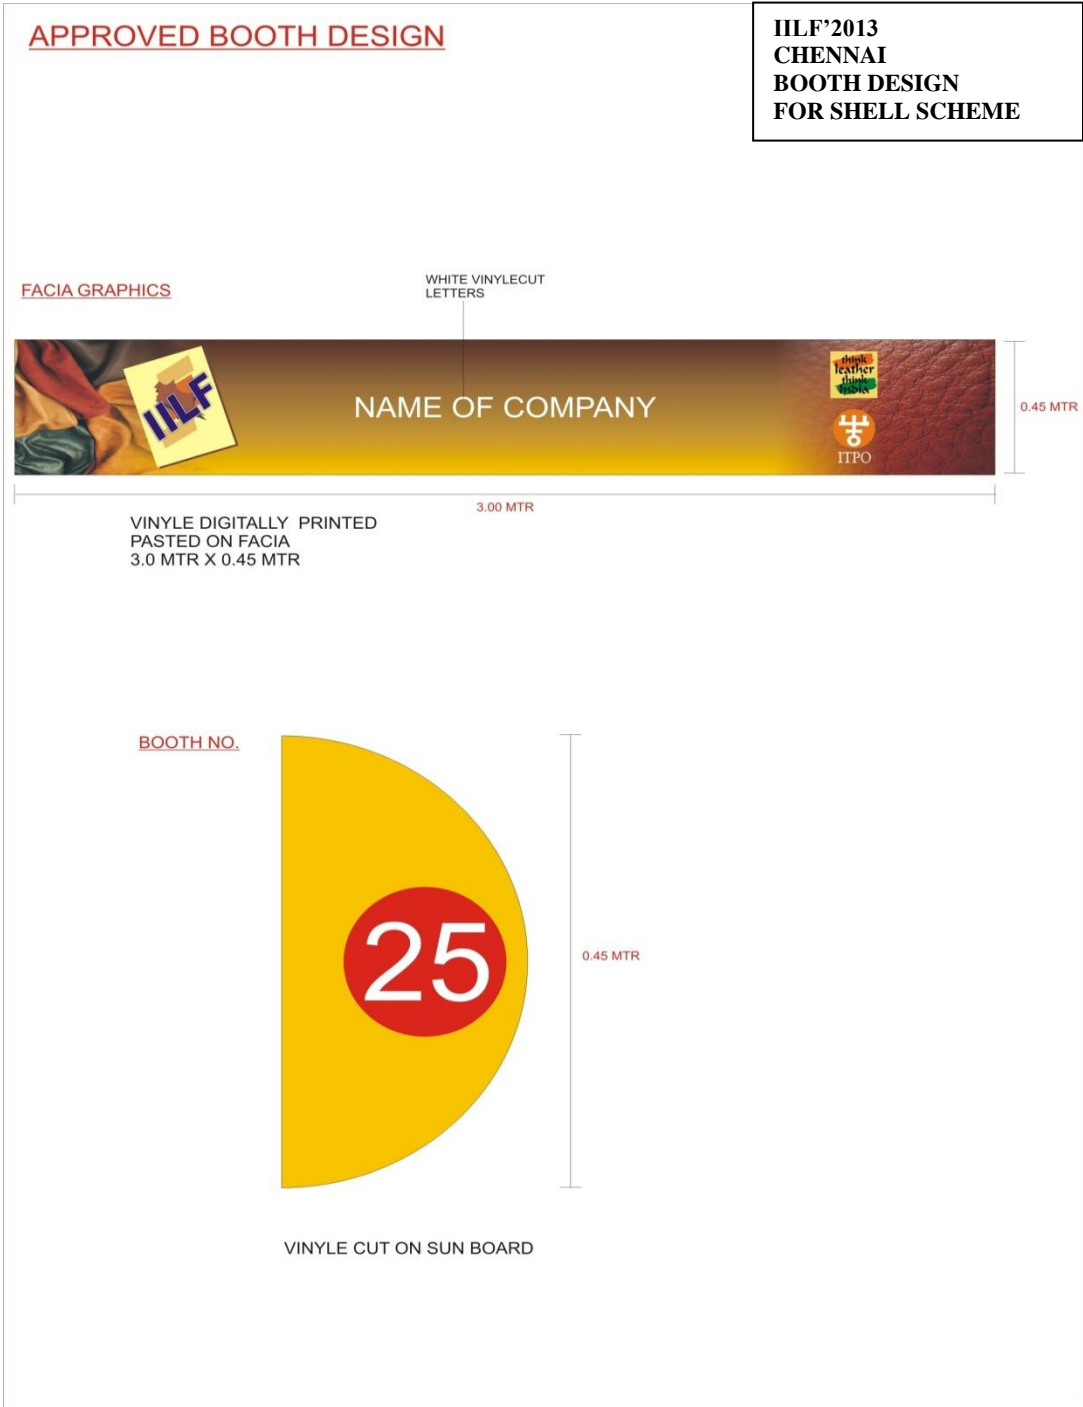 APPROVED BOOTH DESIGN
IILF’2013
CHENNAI
BOOTH DESIGN
FOR SHELL SCHEME
FACIA GRAPHICS
WHITE VINYLECUT
LETTERS
IILF
NAME OF COMPANY
think
leather
think
India
ITPO
0.45 MTR
3.00 MTR
VINYLE DIGITALLY PRINTED
PASTED ON FACIA
3.0 MTR X 0.45 MTR
BOOTH NO.
25
0.45 MTR
VINYLE CUT ON SUN BOARD